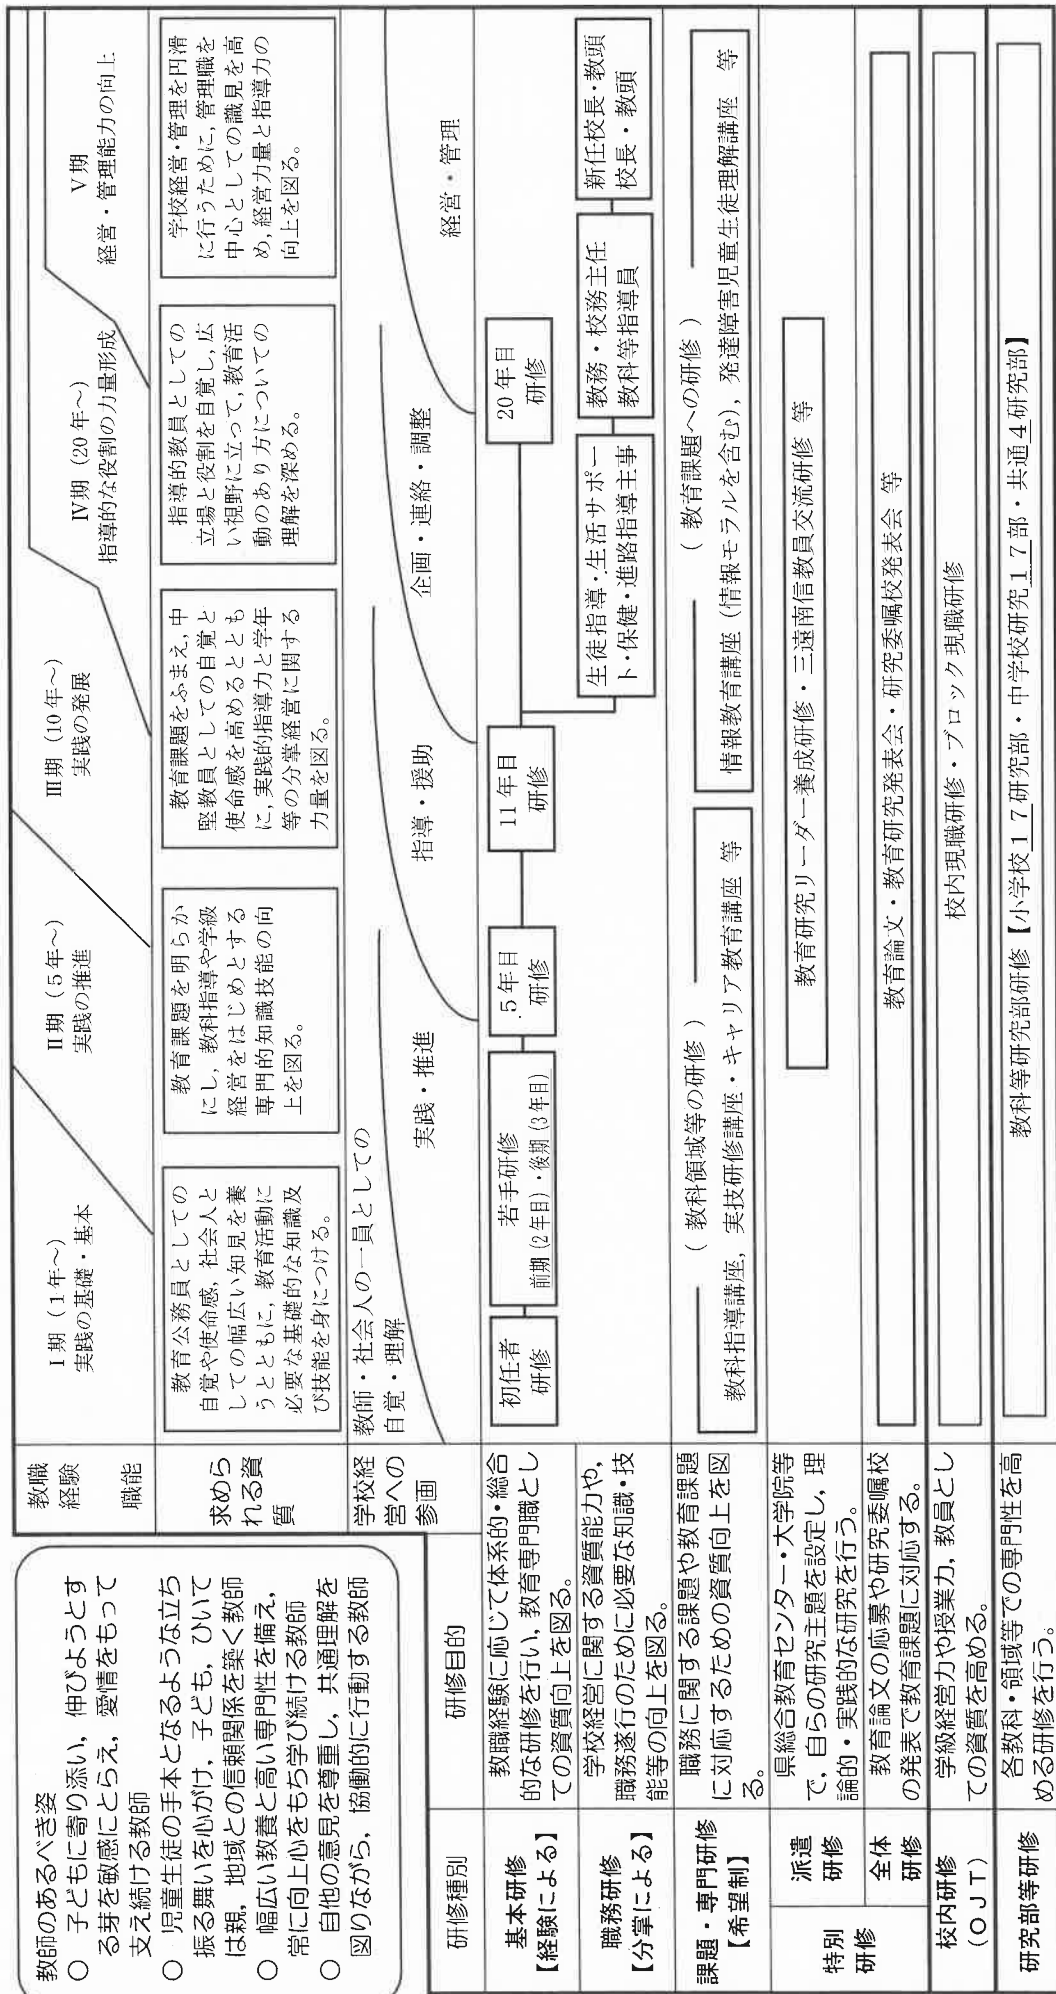 教師のあるべき姿
○ 子どもに寄り添い，伸びようとす
る芽を敏感にとらえ，愛情をもって
支え続ける教師
○ 児童生徒の手本となるような立ち
振る舞いを心がけ，子ども，ひいて
は親，地域との信頼関係を築く教師
○ 幅広い教養と高い専門性を備え，
常に向上心をもち学び続ける教師
○ 自他の意見を尊重し，共通理解を
図りながら，協働的に行動する教師
教職
経験
職能
Ⅰ期（1年～）
実践の基礎・基本
Ⅱ期（5年～）
実践の推進
Ⅲ期（10年～）
実践の発展
Ⅳ期（20年～）
指導的な役割の力量形成
Ⅴ期
経営・管理能力の向上
求めら
れる資
質
教育公務員としての
自覚や使命感，社会人と
しての幅広い知見を養
うとともに，教育活動に
必要な基礎的な知識及
び技能を身につける。
教育課題を明らか
にし，教科指導や学級
経営をはじめとする
専門的知識技能の向
上を図る。
教育課題をふまえ，中
堅教員としての自覚と
使命感を高めるととも
に，実践的指導力と学年
等の分掌経営に関する
力量を図る。
指導的教員としての
立場と役割を自覚し，広
い視野に立って，教育活
動のあり方についての
理解を深める。
学校経営・管理を円滑
に行うために，管理職を
中心としての識見を高
め，経営力量と指導力の
向上を図る。
学校経
営への
参画
教師・社会人の一員としての
自覚・理解
実践・推進
指導・援助
企画・連絡・調整
経営・管理
研修種別
研修目的
基本研修
【経験による】
教職経験に応じて体系的・総合
的な研修を行い，教育専門職とし
ての資質向上を図る。
初任者
研修
若手研修
前期（2年目）・後期（3年目）
5年目
研修
11年目
研修
20年目
研修
職務研修
【分掌による】
学校経営に関する資質能力や，
職務遂行のために必要な知識・技
能等の向上を図る。
生徒指導・生活サポー
ト・保健・進路指導主事
教務・校務主任
教科等指導員
新任校長・教頭
校長・教頭
課題・専門研修
【希望制】
職務に関する課題や教育課題
に対応するための資質向上を図
る。
（教科領域等の研修）
教科指導講座，実技研修講座・キャリア教育講座 等
（教育課題への研修）
情報教育講座（情報モラルを含む），発達障害児童生徒理解講座 等
特別
研修
派遣
研修
県総合教育センター・大学院等
で，自らの研究主題を設定し，理
論的・実践的な研究を行う。
教育研究リーダー養成研修・三遠南信教員交流研修 等
全体
研修
教育論文の応募や研究委嘱校
の発表で教育課題に対応する。
教育論文・教育研究発表会・研究委嘱校発表会 等
校内研修
（ＯＪＴ）
学級経営力や授業力，教員とし
ての資質を高める。
校内現職研修・ブロック現職研修
研究部等研修
各教科・領域等での専門性を高
める研修を行う。
教科等研究部研修【小学校１７研究部・中学校研究１７部・共通４研究部】